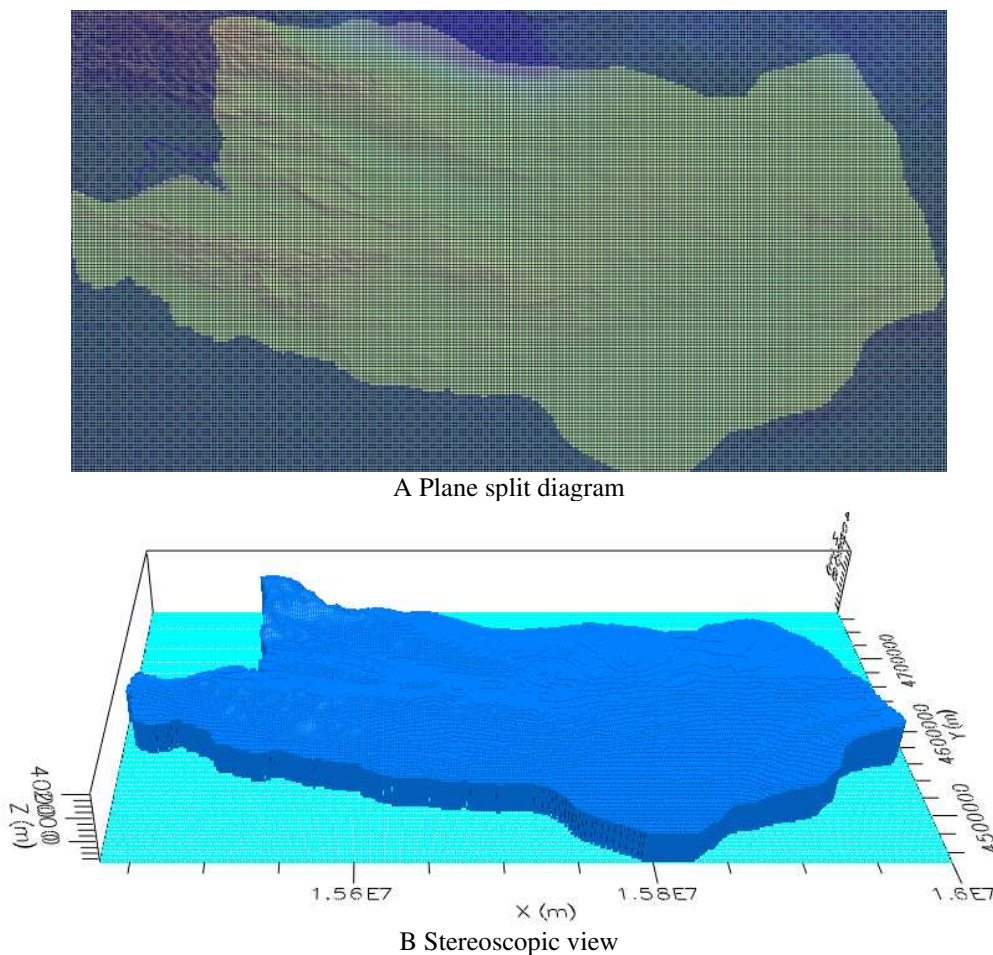 A Plane split diagram
4700000
4600000
Y(m)
4500000
Z (m)
1.56E7
1.58E7
1.6E7
X (m)
B Stereoscopic view